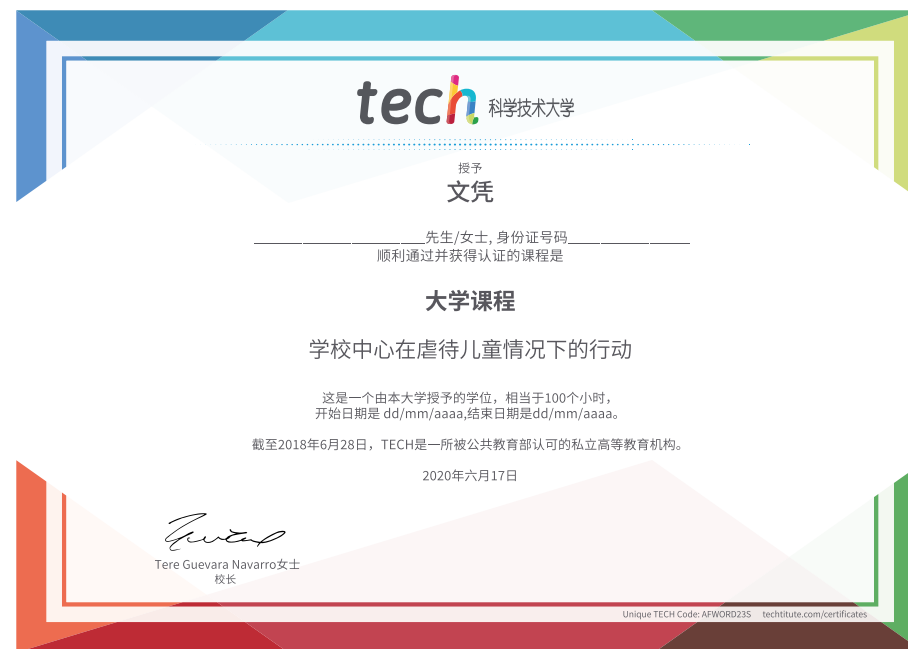 tech 科学技术大学
授予
文凭
先生/女士, 身份证号码
顺利通过并获得认证的课程是
大学课程
学校中心在虐待儿童情况下的行动
这是一个由本大学授予的学位，相当于100个小时，
开始日期是 dd/mm/aaaa,结束日期是dd/mm/aaaa。
截至2018年6月28日，TECH是一所被公共教育部认可的私立高等教育机构。
2020年六月17日
Tere Guevara Navarro女士
校长
Unique TECH Code: AFWORD23S techtitute.com/certificates